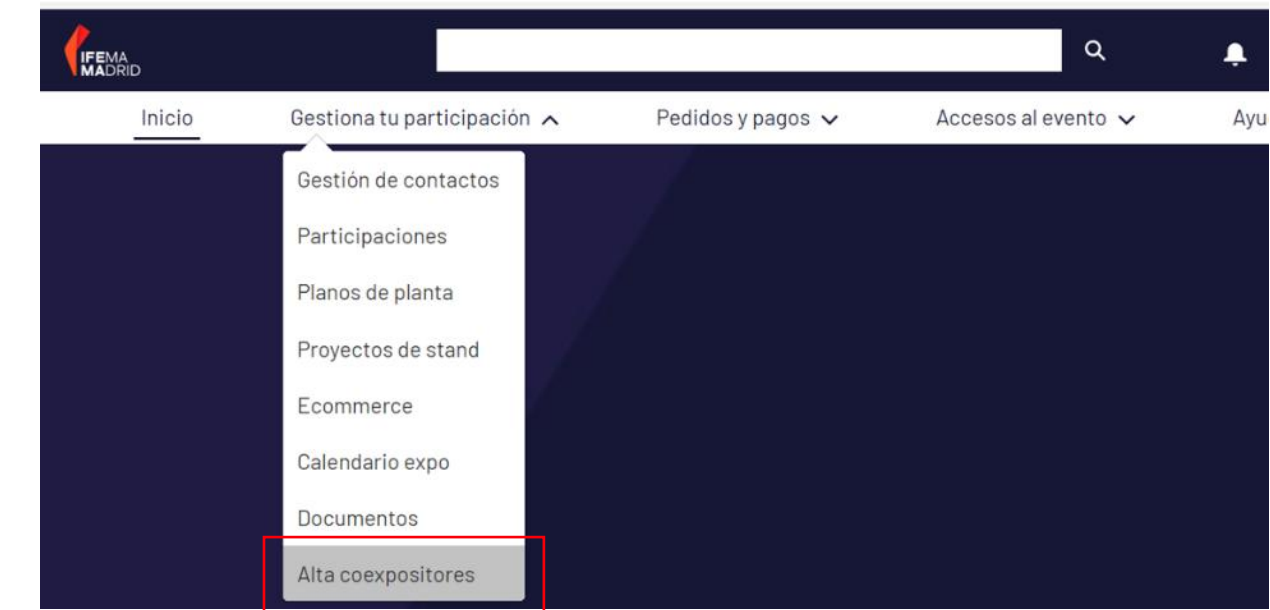 IFEMA
MADRID
Inicio Gestiona tu participación Pedidos y pagos Accesos al evento Ayu
Gestión de contactos
Participaciones
Planos de planta
Proyectos de stand
Ecommerce
Calendario expo
Documentos
Alta coexpositores